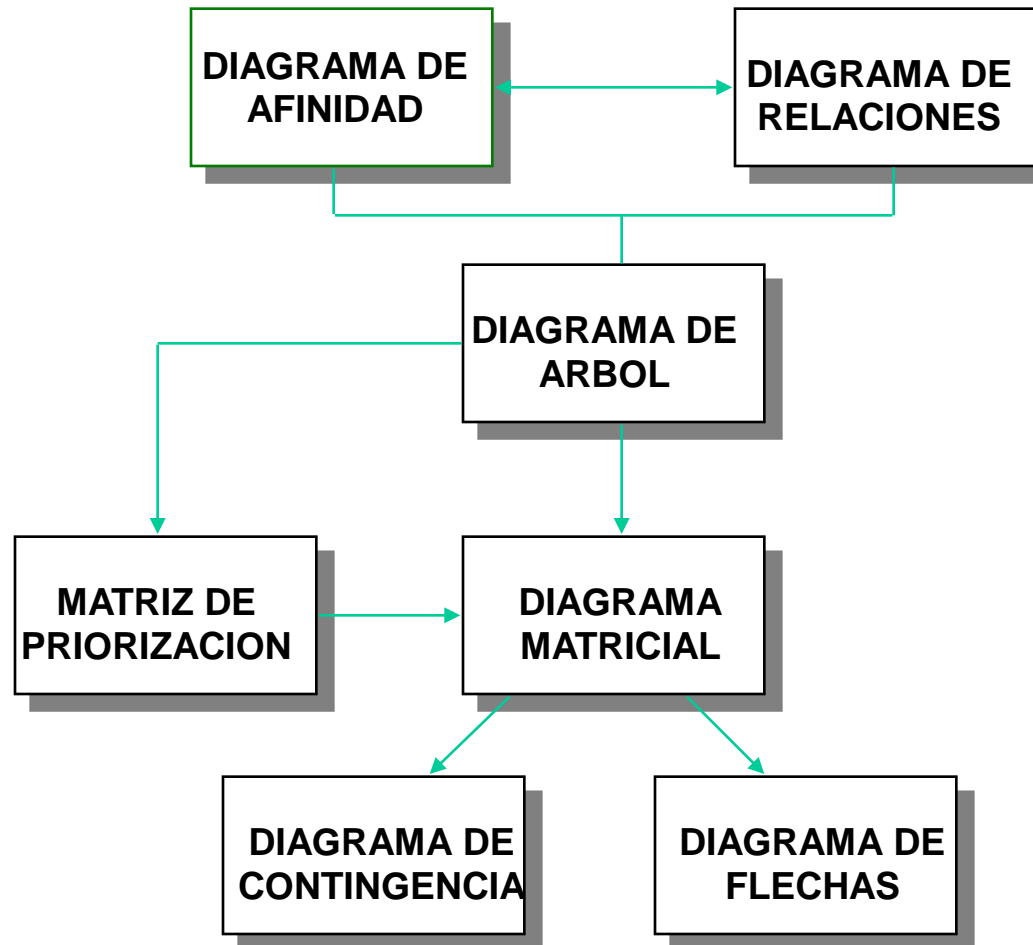 DIAGRAMA DE
AFINIDAD
DIAGRAMA DE
RELACIONES
DIAGRAMA DE
ARBOL
MATRIZ DE
PRIORIZACION
DIAGRAMA
MATRICIAL
DIAGRAMA DE
CONTINGENCIA
DIAGRAMA DE
FLECHAS